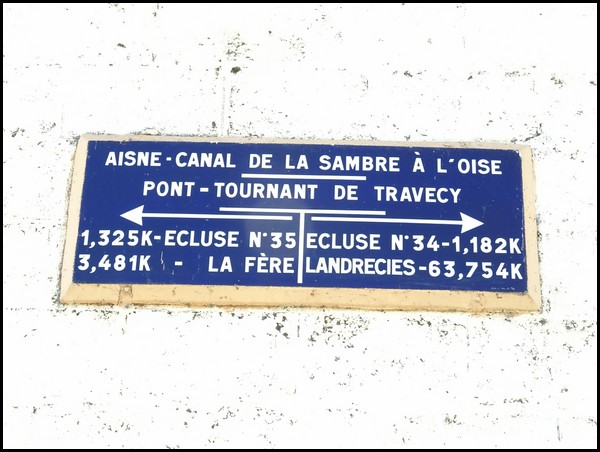 AISNE-CANAL DE LA SAMBRE À L'OISE
PONT-TOURNANT DE TRAVECY
1,325K-ECLUSE N°35 ECLUSE N°34-1,182K
3,481K - LA FÈRE LANDRECIES-63,754K